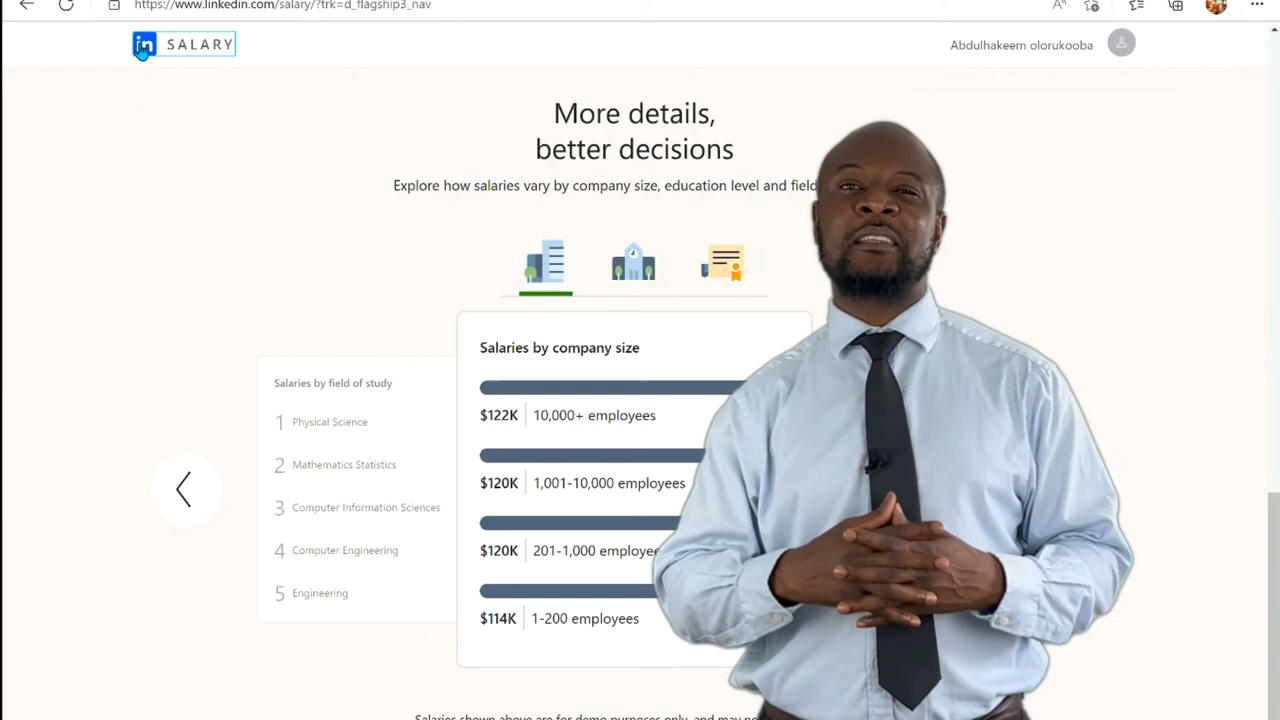 https://www.linkedin.com/salary/?trk=d_flagship3_nav
in SALARY
Abdulhakeem olorukooba
More details,
better decisions
Explore how salaries vary by company size, education level and field
Salaries by company size
$122K 10,000+ employees
$120K 1,001-10,000 employees
$120K 201-1,000 employee
$114K 1-200 employees
Salaries by field of study
1 Physical Science
2 Mathematics Statistics
3 Computer Information Sciences
4 Computer Engineering
5 Engineering
Salaries shown above are for demo purposes only, and may no